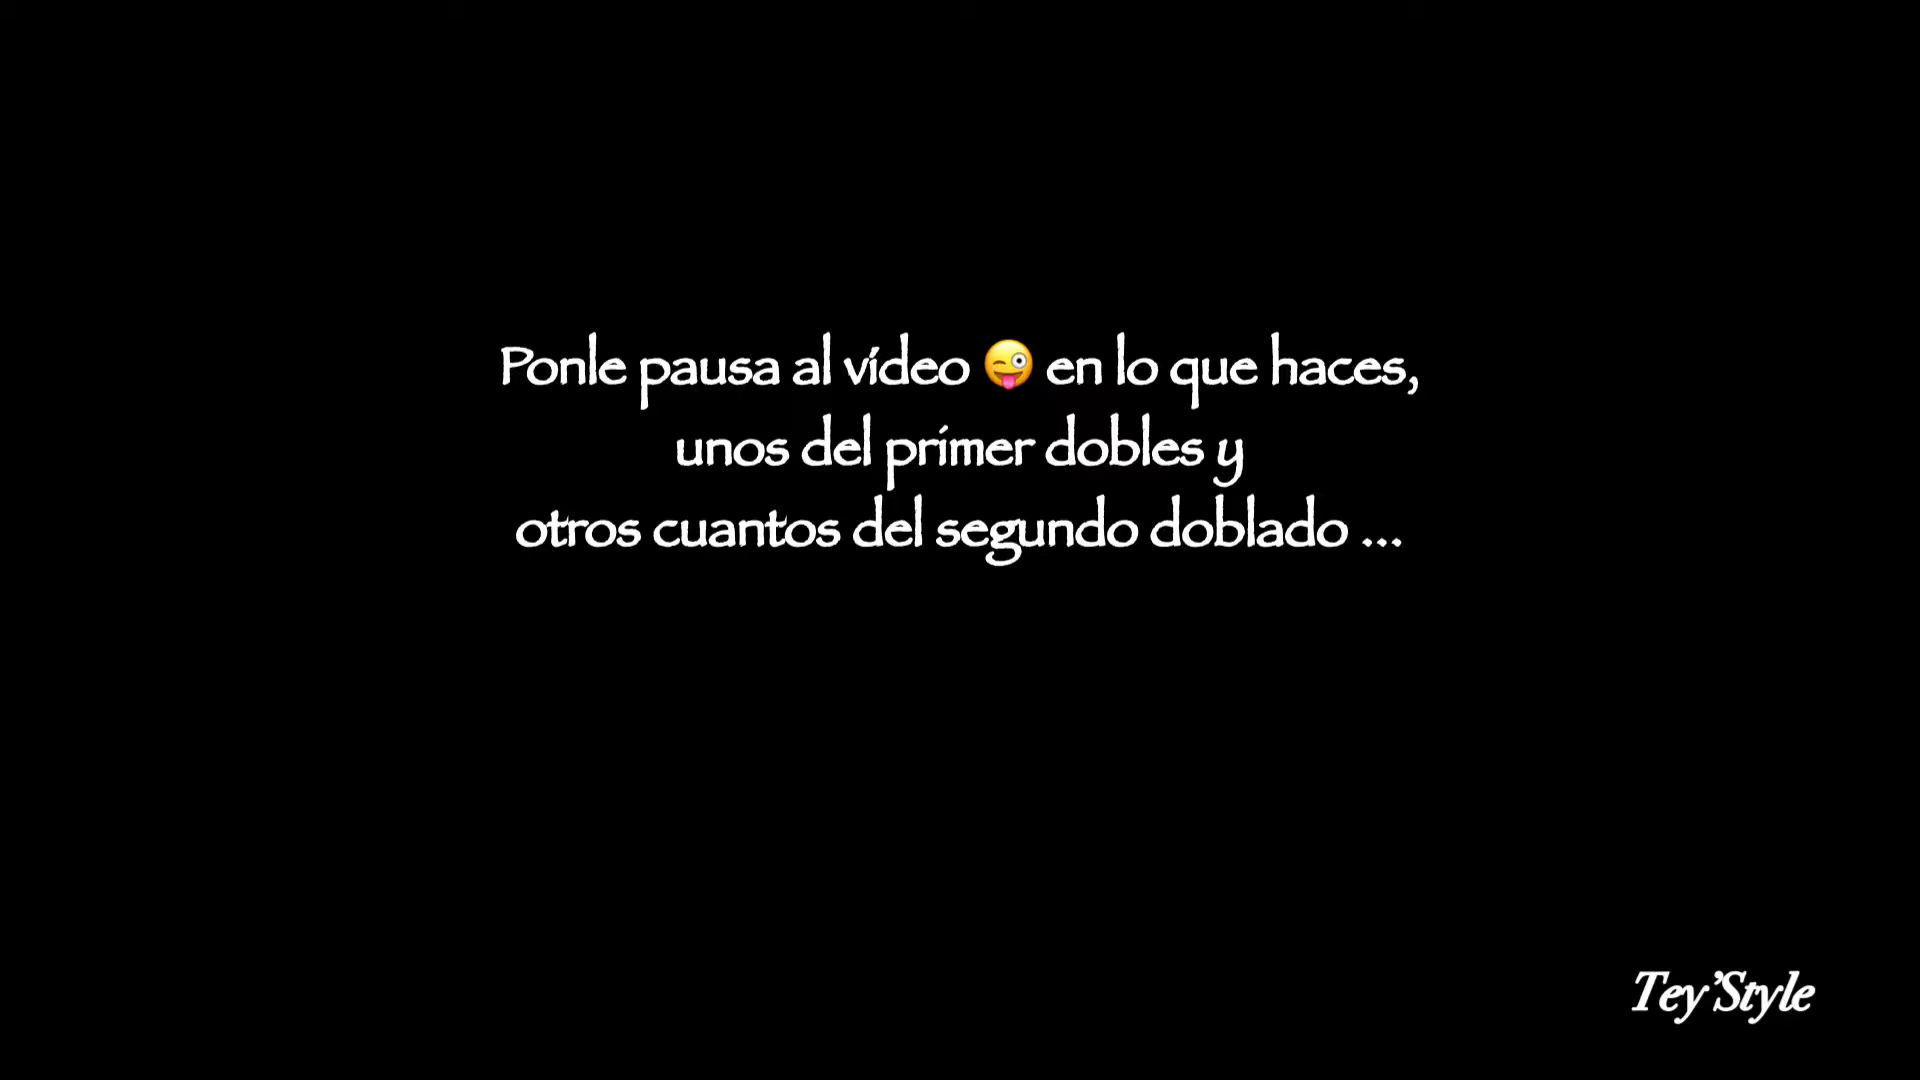 Ponle pausa al vídeo 😜 en lo que haces,
unos del primer dobles y
otros cuantos del segundo doblado ...
Tey'Style